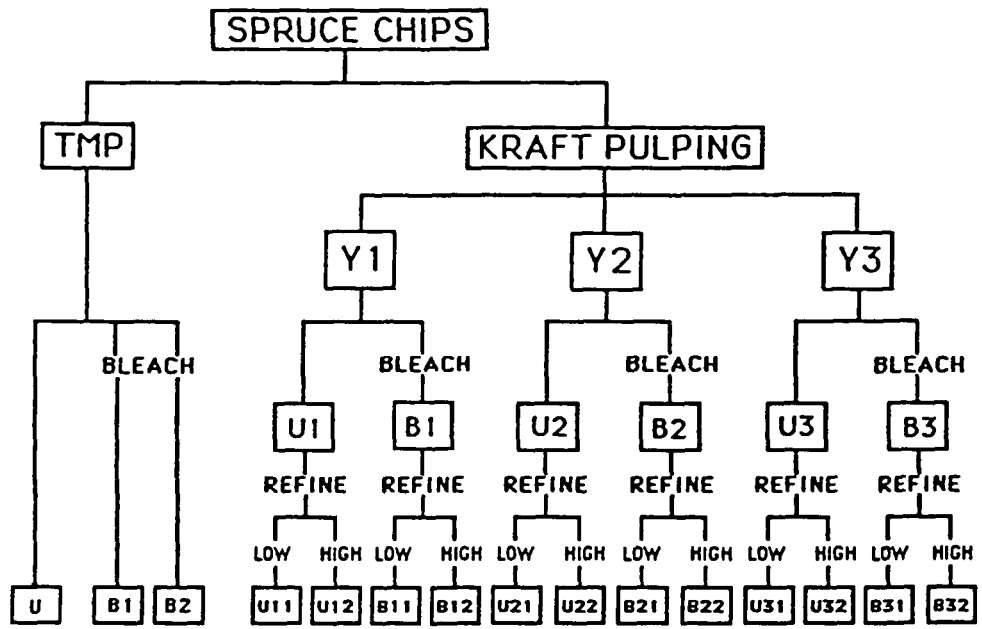 SPRUCE CHIPS
TMP
KRAFT PULPING
Y1 Y2 Y3
BLEACH BLEACH BLEACH BLEACH
U1 B1 U2 B2 U3 B3
REFINE REFINE REFINE REFINE REFINE REFINE
LOW HIGH LOW HIGH LOW HIGH LOW HIGH LOW HIGH LOW HIGH
U B1 B2 U11 U12 B11 B12 U21 U22 B21 B22 U31 U32 B31 B32